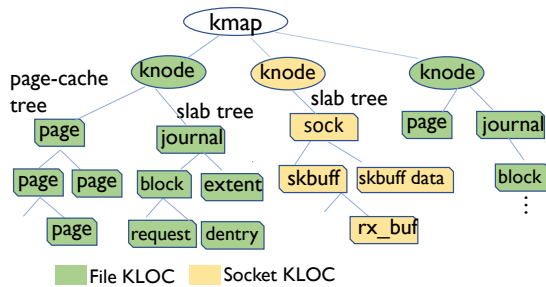 kmap
knode
knode
knode
page-cache
tree
slab tree
slab tree
page
journal
sock
page
journal
page
page
block
extent
skbuff
skbuff data
block
page
request
dentry
rx_buf
File KLOC
Socket KLOC